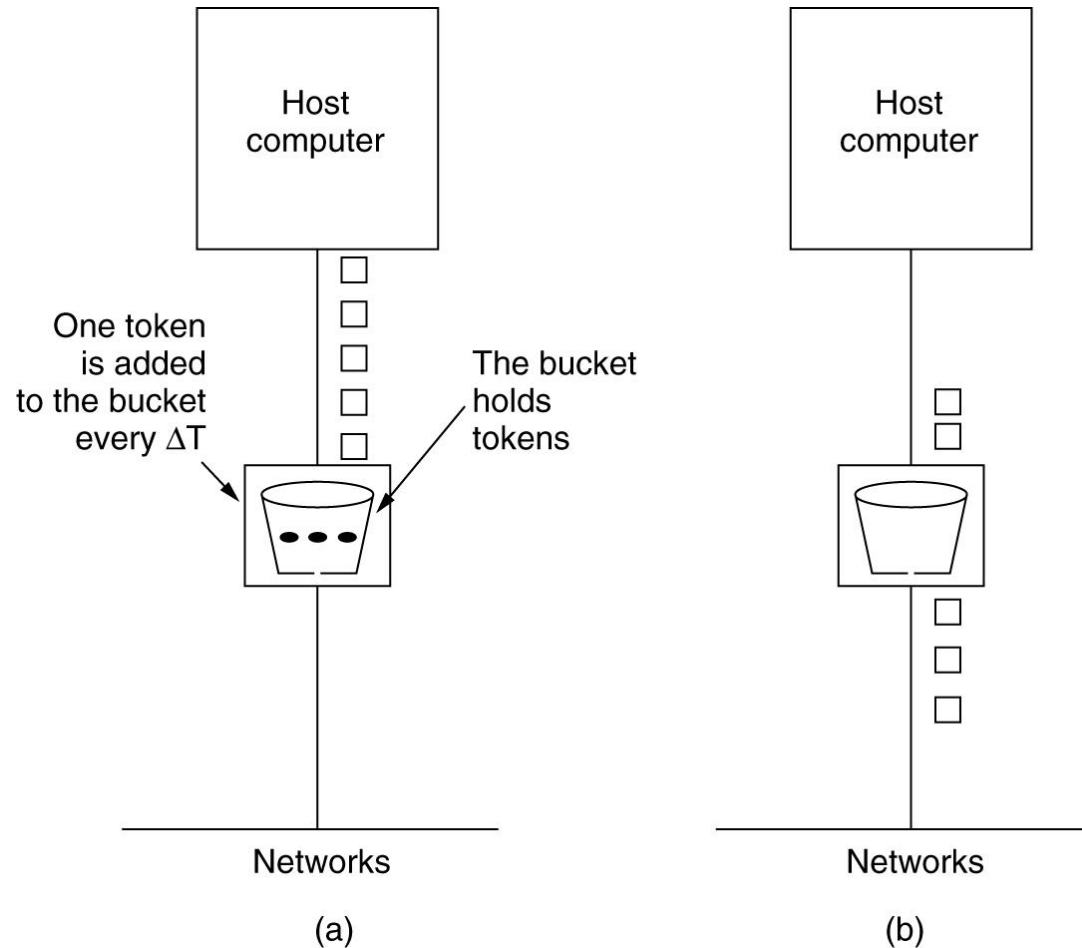 Host
computer
Host
computer
One token
is added
to the bucket
every ΔT
The bucket
holds
tokens
Networks
Networks
(a)
(b)